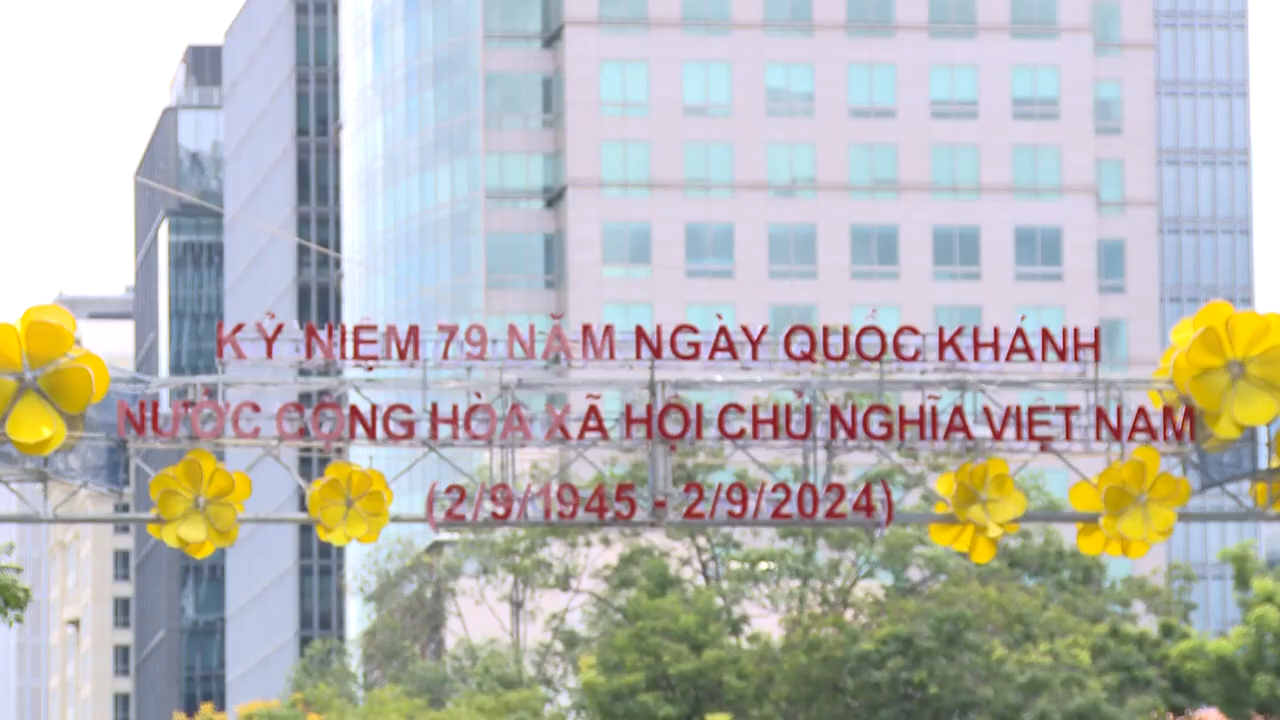 KỶ NIỆM 79 NĂM NGÀY QUỐC KHÁNH
NƯỚC CỘNG HÒA XÃ HỘI CHỦ NGHĨA VIỆT NAM
(2/9/1945 - 2/9/2024)